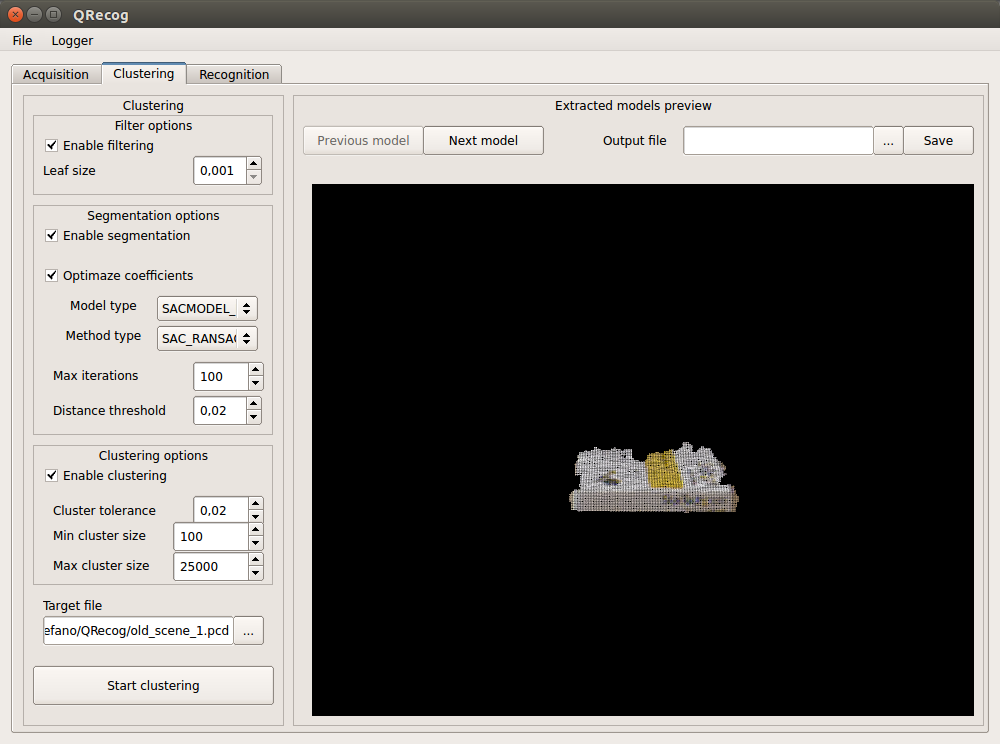 QRecog
File Logger
Acquisition Clustering Recognition
Clustering
Filter options
Enable filtering
Leaf size 0,001
Segmentation options
Enable segmentation
Optimaze coefficients
Model type SACMODEL_
Method type SAC_RANSAC
Max iterations 100
Distance threshold 0,02
Clustering options
Enable clustering
Cluster tolerance 0,02
Min cluster size 100
Max cluster size 25000
Target file
efano/QRecog/old_scene_1.pcd ...
Start clustering
Extracted models preview
Previous model Next model Output file ... Save